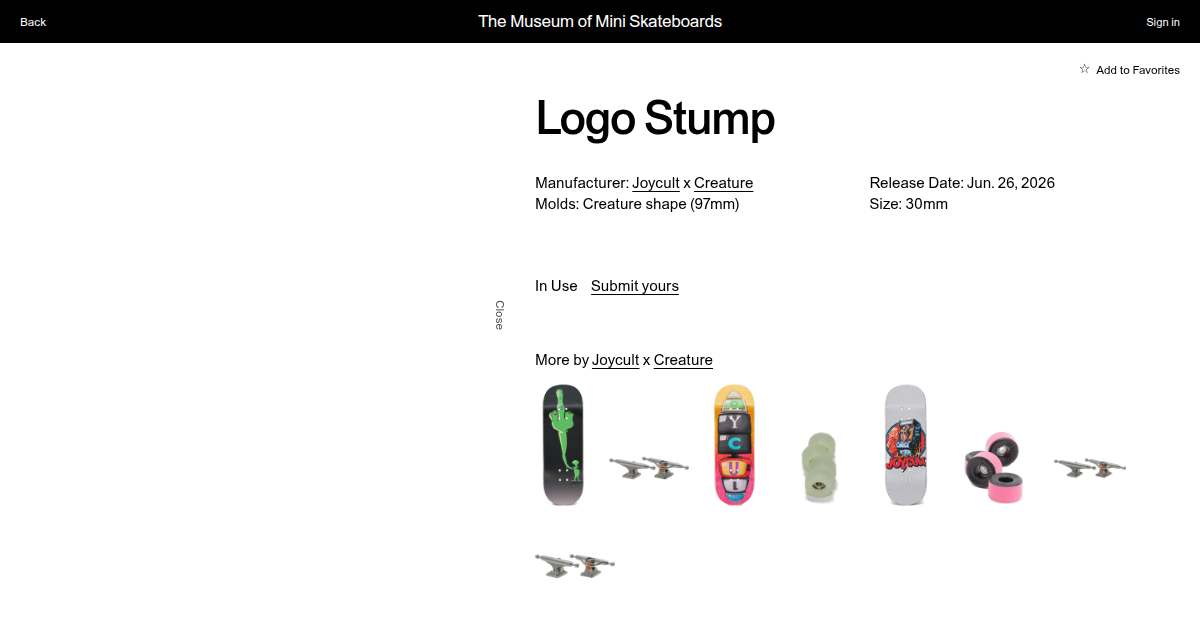 Back
The Museum of Mini Skateboards
Sign in
☆ Add to Favorites
Logo Stump
Manufacturer: Joycult x Creature
Release Date: Jun. 26, 2026
Molds: Creature shape (97mm)
Size: 30mm
In Use Submit yours
Close
More by Joycult x Creature
Y
C
U
L